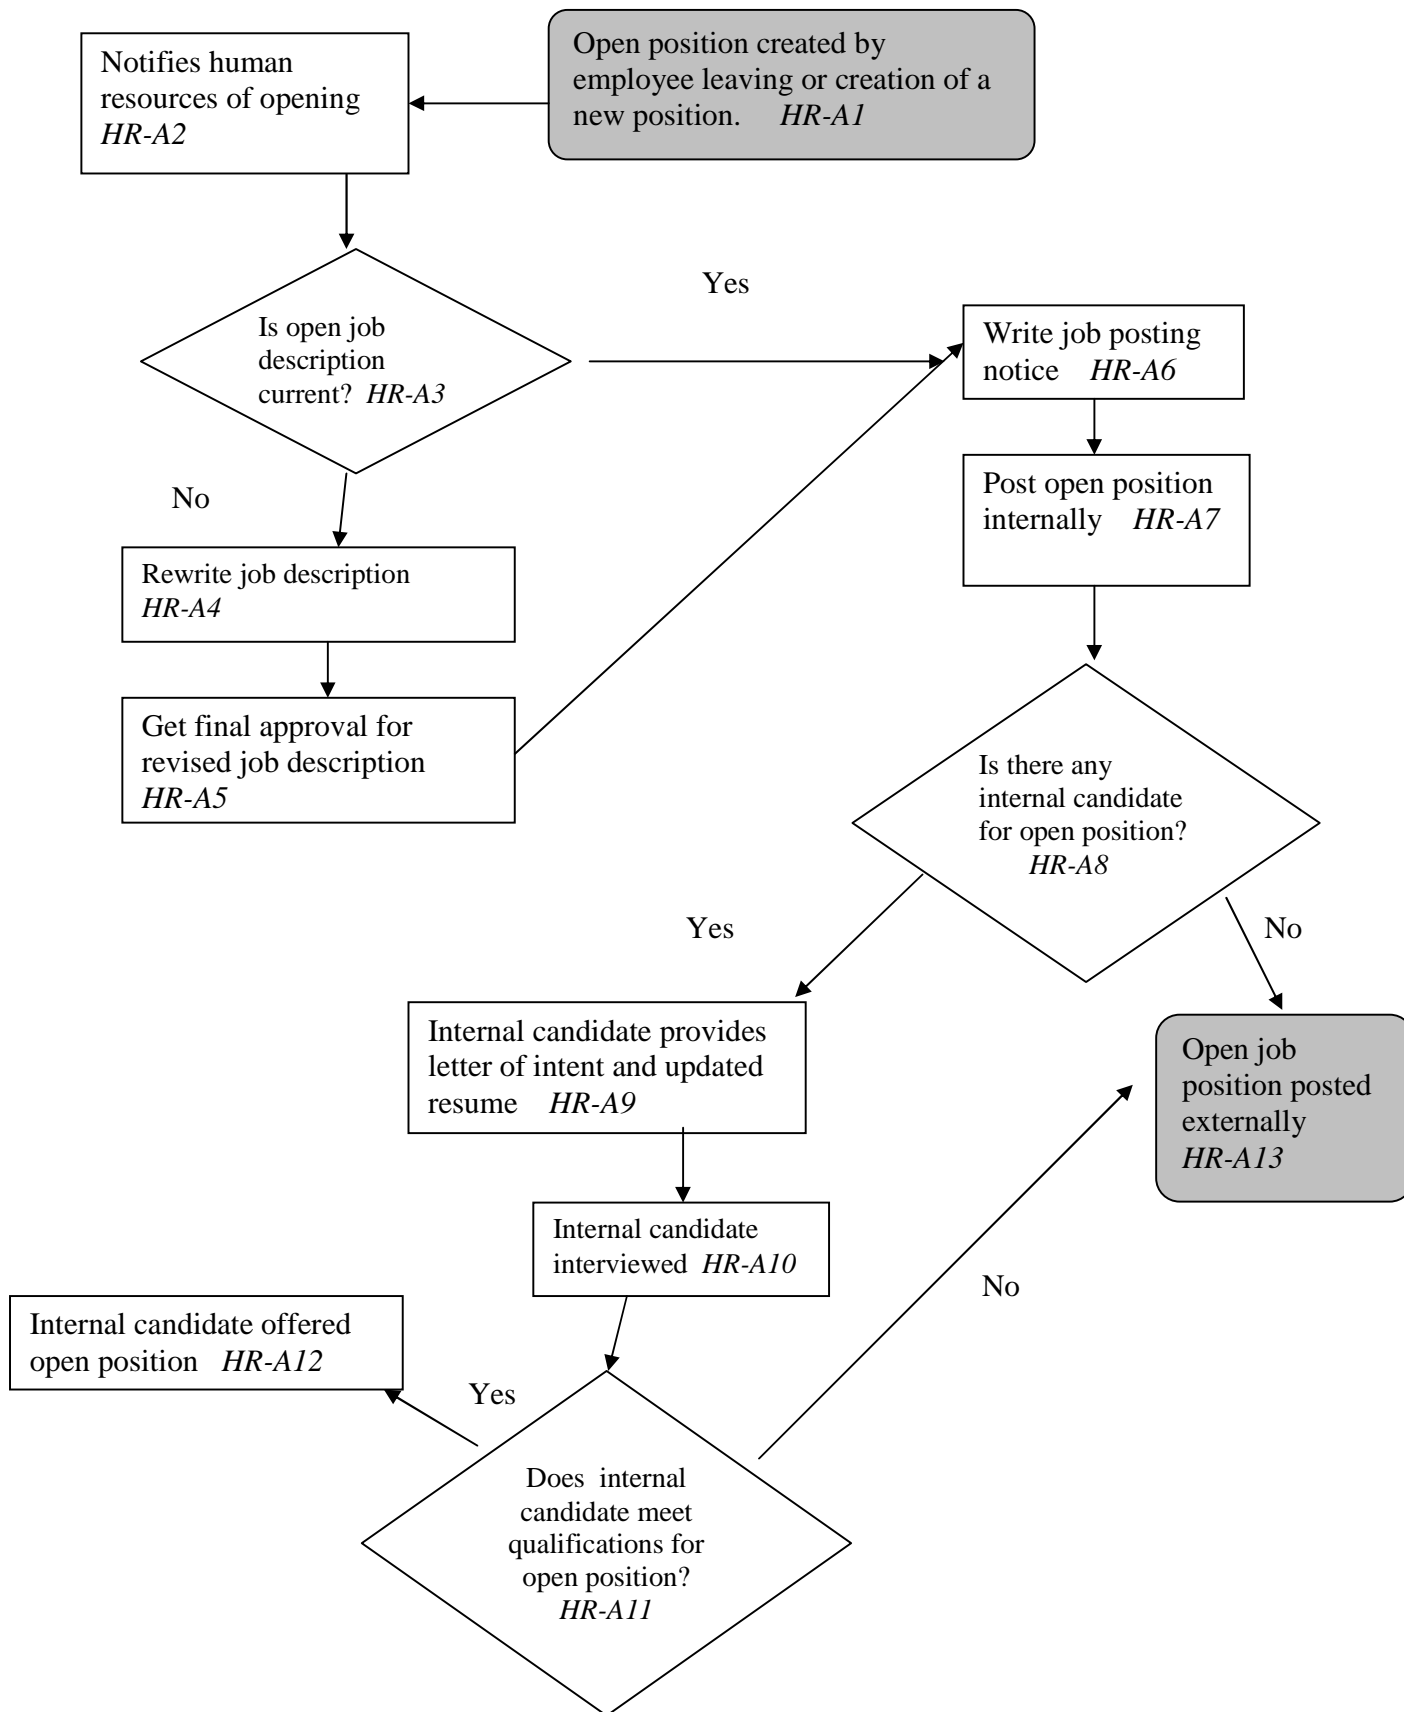 Open position created by
employee leaving or creation of a
new position. HR-A1
Notifies human
resources of opening
HR-A2
Is open job
description
current? HR-A3
Yes
No
Rewrite job description
HR-A4
Get final approval for
revised job description
HR-A5
Write job posting
notice HR-A6
Post open position
internally HR-A7
Is there any
internal candidate
for open position?
HR-A8
Yes
No
Internal candidate provides
letter of intent and updated
resume HR-A9
Internal candidate
interviewed HR-A10
Does internal
candidate meet
qualifications for
open position?
HR-A11
Yes
Internal candidate offered
open position HR-A12
No
Open job
position posted
externally
HR-A13